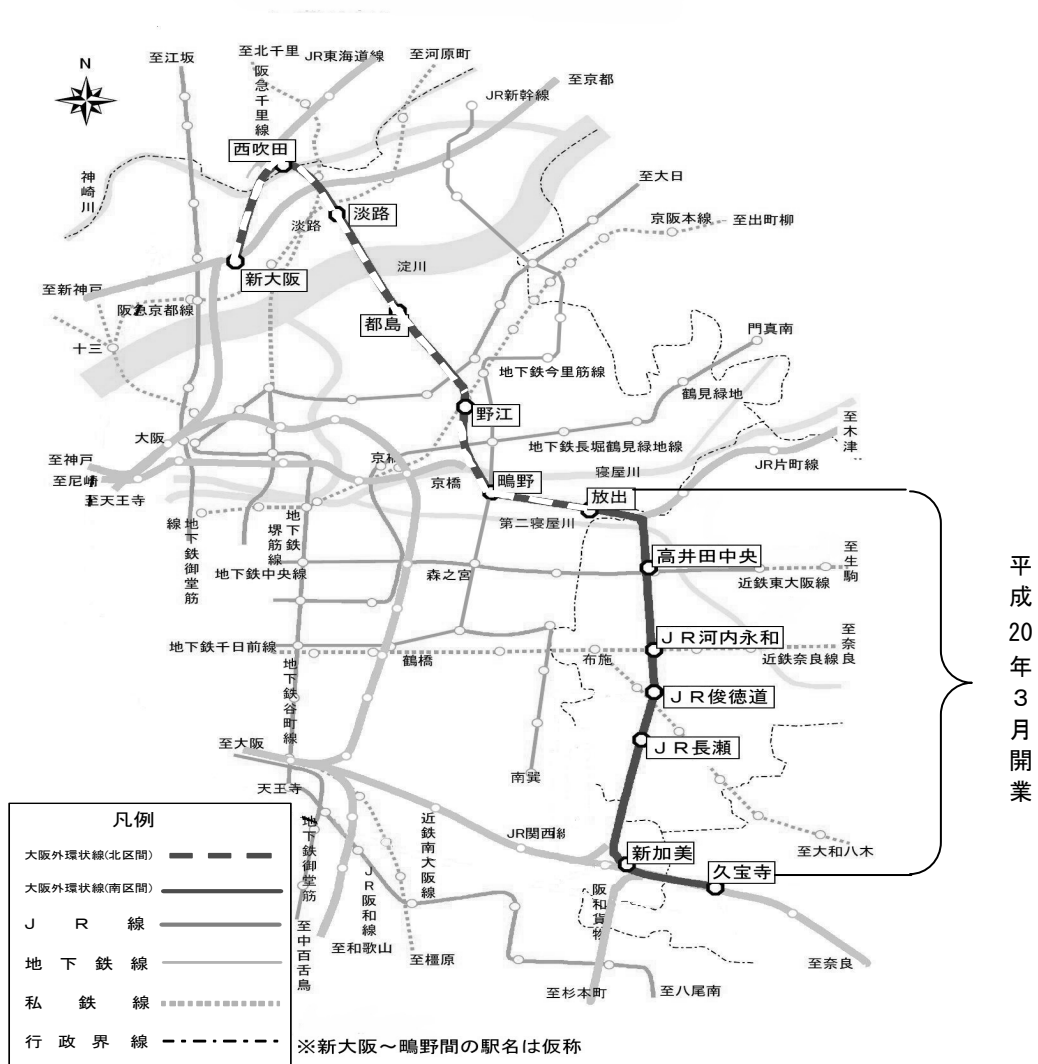 N
至江坂
至北千里
JR東海道線
至河原町
阪急千里線
至京都
JR新幹線
西吹田
神崎川
至大日
淡路
淡路
京阪本線
至出町柳
新大阪
淀川
至新神戸
阪急京都線
都島
十三
門真南
地下鉄今里筋線
鶴見緑地
野江
至木津
大阪
地下鉄長堀鶴見緑地線
至神戸
京橋
JR片町線
至尼崎
寝屋川
京橋
鴫野
至天王寺
放出
第二寝屋川
地下鉄御堂筋線
地下鉄堺筋線
高井田中央
至生駒
地下鉄中央線
森之宮
近鉄東大阪線
平成20年3月開業
JR河内永和
至奈良
地下鉄千日前線
鶴橋
布施
近鉄奈良線
地下鉄谷町線
JR俊徳道
至大阪
JR長瀬
南巽
天王寺
地下鉄御堂筋
近鉄南大阪線
JR関西線
至大和八木
新加美
久宝寺
JR阪和線
阪和貨物
至中百舌鳥
至和歌山
至橿原
至奈良
至杉本町
至八尾南
凡例
大阪外環状線(北区間)
大阪外環状線(南区間)
JR線
地下鉄線
私鉄線
行政界線
※新大阪～鴫野間の駅名は仮称